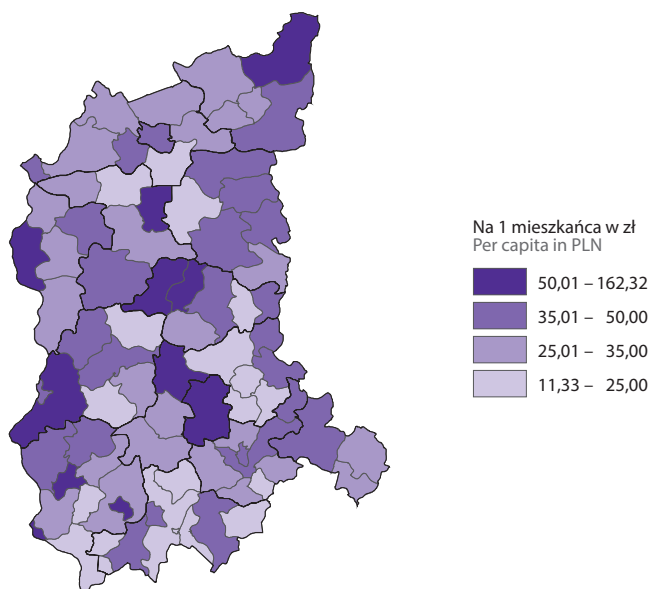 Na 1 mieszkańca w zł
Per capita in PLN
50,01 – 162,32
35,01 – 50,00
25,01 – 35,00
11,33 – 25,00